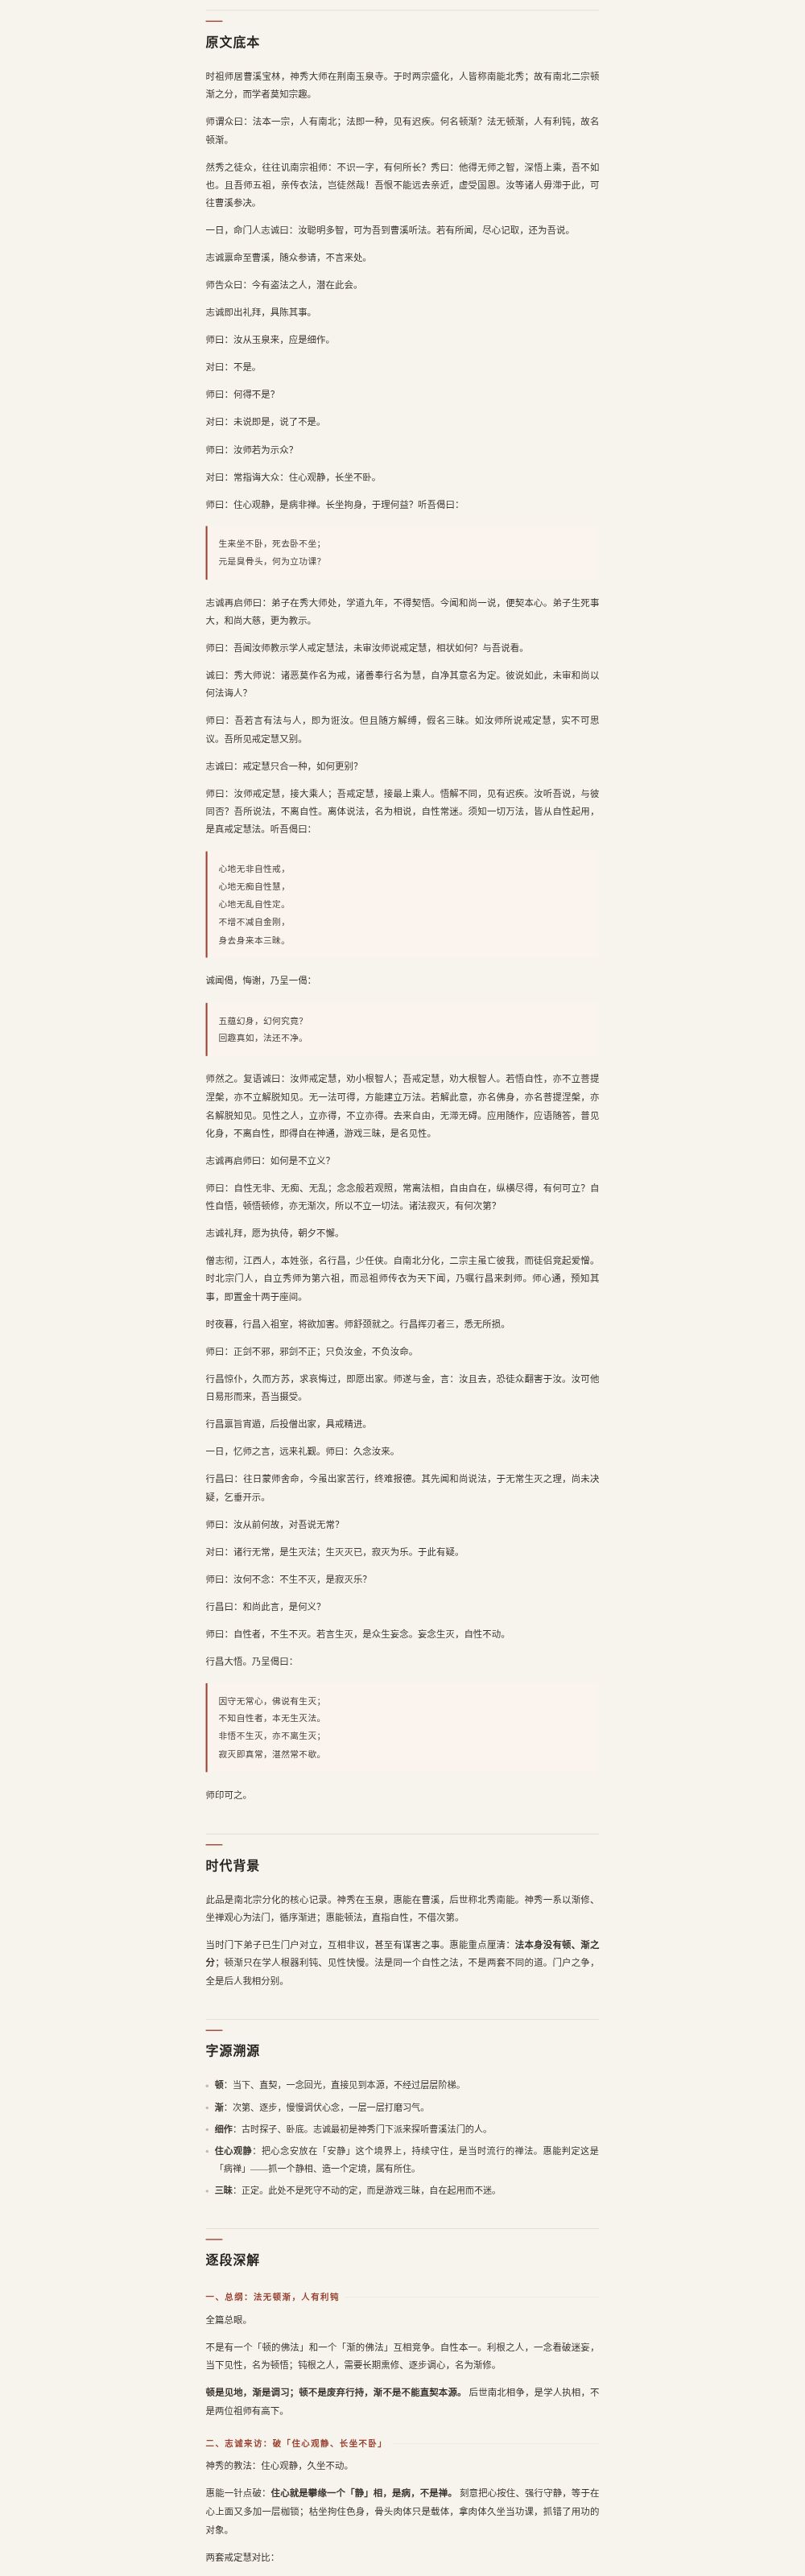 原文底本
时祖师居曹溪宝林，神秀大师在荆南玉泉寺。于时两宗盛化，人皆称南能北秀；故有南北二宗顿
渐之分，而学者莫知宗趣。
师谓众曰：法本一宗，人有南北；法即一种，见有迟疾。何名顿渐？法无顿渐，人有利钝，故名
顿渐。
然秀之徒众，往往讥南宗祖师：不识一字，有何所长？秀曰：他得无师之智，深悟上乘，吾不如
也。且吾师五祖，亲传衣法，岂徒然哉！吾恨不能远去亲近，虚受国恩。汝等诸人毋滞于此，可
往曹溪参决。
一日，命门人志诚曰：汝聪明多智，可为吾到曹溪听法。若有所闻，尽心记取，还为吾说。
志诚禀命至曹溪，随众参请，不言来处。
师告众曰：今有盗法之人，潜在此会。
志诚即出礼拜，具陈其事。
师曰：汝从玉泉来，应是细作。
对曰：不是。
师曰：何得不是？
对曰：未说即是，说了不是。
师曰：汝师若为示众？
对曰：常指诲大众：住心观静，长坐不卧。
师曰：住心观静，是病非禅。长坐拘身，于理何益？听吾偈曰：
生来坐不卧，死去卧不坐；
元是臭骨头，何为立功课？
志诚再启师曰：弟子在秀大师处，学道九年，不得契悟。今闻和尚一说，便契本心。弟子生死事
大，和尚大慈，更为教示。
师曰：吾闻汝师教示学人戒定慧法，未审汝师说戒定慧，相状如何？与吾说看。
诚曰：秀大师说：诸恶莫作名为戒，诸善奉行名为慧，自净其意名为定。彼说如此，未审和尚以
何法诲人？
师曰：吾若言有法与人，即为诳汝。但且随方解缚，假名三昧。如汝师所说戒定慧，实不可思
议。吾所见戒定慧又别。
志诚曰：戒定慧只合一种，如何更别？
师曰：汝师戒定慧，接大乘人；吾戒定慧，接最上乘人。悟解不同，见有迟疾。汝听吾说，与彼
同否？吾所说法，不离自性。离体说法，名为相说，自性常迷。须知一切万法，皆从自性起用，
是真戒定慧法。听吾偈曰：
心地无非自性戒，
心地无痴自性慧，
心地无乱自性定。
不增不减自金刚，
身去身来本三昧。
诚闻偈，悔谢，乃呈一偈：
五蕴幻身，幻何究竟？
回趣真如，法还不净。
师然之。复语诚曰：汝师戒定慧，劝小根智人；吾戒定慧，劝大根智人。若悟自性，亦不立菩提
涅槃，亦不立解脱知见。无一法可得，方能建立万法。若解此意，亦名佛身，亦名菩提涅槃，亦
名解脱知见。见性之人，立亦得，不立亦得。去来自由，无滞无碍。应用随作，应语随答，普见
化身，不离自性，即得自在神通，游戏三昧，是名见性。
志诚再启师曰：如何是不立义？
师曰：自性无非、无痴、无乱；念念般若观照，常离法相，自由自在，纵横尽得，有何可立？自
性自悟，顿悟顿修，亦无渐次，所以不立一切法。诸法寂灭，有何次第？
志诚礼拜，愿为执侍，朝夕不懈。
僧志彻，江西人，本姓张，名行昌，少任侠。自南北分化，二宗主虽亡彼我，而徒侣竞起爱憎。
时北宗门人，自立秀师为第六祖，而忌祖师传衣为天下闻，乃嘱行昌来刺师。师心通，预知其
事，即置金十两于座间。
时夜暮，行昌入祖室，将欲加害。师舒颈就之。行昌挥刃者三，悉无所损。
师曰：正剑不邪，邪剑不正；只负汝金，不负汝命。
行昌惊仆，久而方苏，求哀悔过，即愿出家。师遂与金，言：汝且去，恐徒众翻害于汝。汝可他
日易形而来，吾当摄受。
行昌禀旨宵遁，后投僧出家，具戒精进。
一日，忆师之言，远来礼觐。师曰：久念汝来。
行昌曰：往日蒙师舍命，今虽出家苦行，终难报德。其先闻和尚说法，于无常生灭之理，尚未决
疑，乞垂开示。
师曰：汝从前何故，对吾说无常？
对曰：诸行无常，是生灭法；生灭灭已，寂灭为乐。于此有疑。
师曰：汝何不念：不生不灭，是寂灭乐？
行昌曰：和尚此言，是何义？
师曰：自性者，不生不灭。若言生灭，是众生妄念。妄念生灭，自性不动。
行昌大悟。乃呈偈曰：
因守无常心，佛说有生灭；
不知自性者，本无生灭法。
非悟不生灭，亦不离生灭；
寂灭即真常，湛然常不歇。
师印可之。
时代背景
此品是南北宗分化的核心记录。神秀在玉泉，惠能在曹溪，后世称北秀南能。神秀一系以渐修、
坐禅观心为法门，循序渐进；惠能顿法，直指自性，不借次第。
当时门下弟子已生门户对立，互相非议，甚至有谋害之事。惠能重点厘清：法本身没有顿、渐之
分；顿渐只在学人根器利钝、见性快慢。法是同一个自性之法，不是两套不同的道。门户之争，
全是后人我相分别。
字源溯源
顿：当下、直契，一念回光，直接见到本源，不经过层层阶梯。
渐：次第、逐步，慢慢调伏心念，一层一层打磨习气。
细作：古时探子、卧底。志诚最初是神秀门下派来探听曹溪法门的人。
住心观静：把心念安放在「安静」这个境界上，持续守住，是当时流行的禅法。惠能判定这是
「病禅」——抓一个静相、造一个定境，属有所住。
三昧：正定。此处不是死守不动的定，而是游戏三昧，自在起用而不迷。
逐段深解
一、总纲：法无顿渐，人有利钝
全篇总眼。
不是有一个「顿的佛法」和一个「渐的佛法」互相竞争。自性本一。利根之人，一念看破迷妄，
当下见性，名为顿悟；钝根之人，需要长期熏修、逐步调心，名为渐修。
顿是见地，渐是调习；顿不是废弃行持，渐不是不能直契本源。 后世南北相争，是学人执相，不
是两位祖师有高下。
二、志诚来访：破「住心观静、长坐不卧」
神秀的教法：住心观静，久坐不动。
惠能一针点破：住心就是攀缘一个「静」相，是病，不是禅。 刻意把心按住、强行守静，等于在
心上面又多加一层枷锁；枯坐拘住色身，骨头肉体只是载体，拿肉体久坐当功课，抓错了用功的
对象。
两套戒定慧对比：